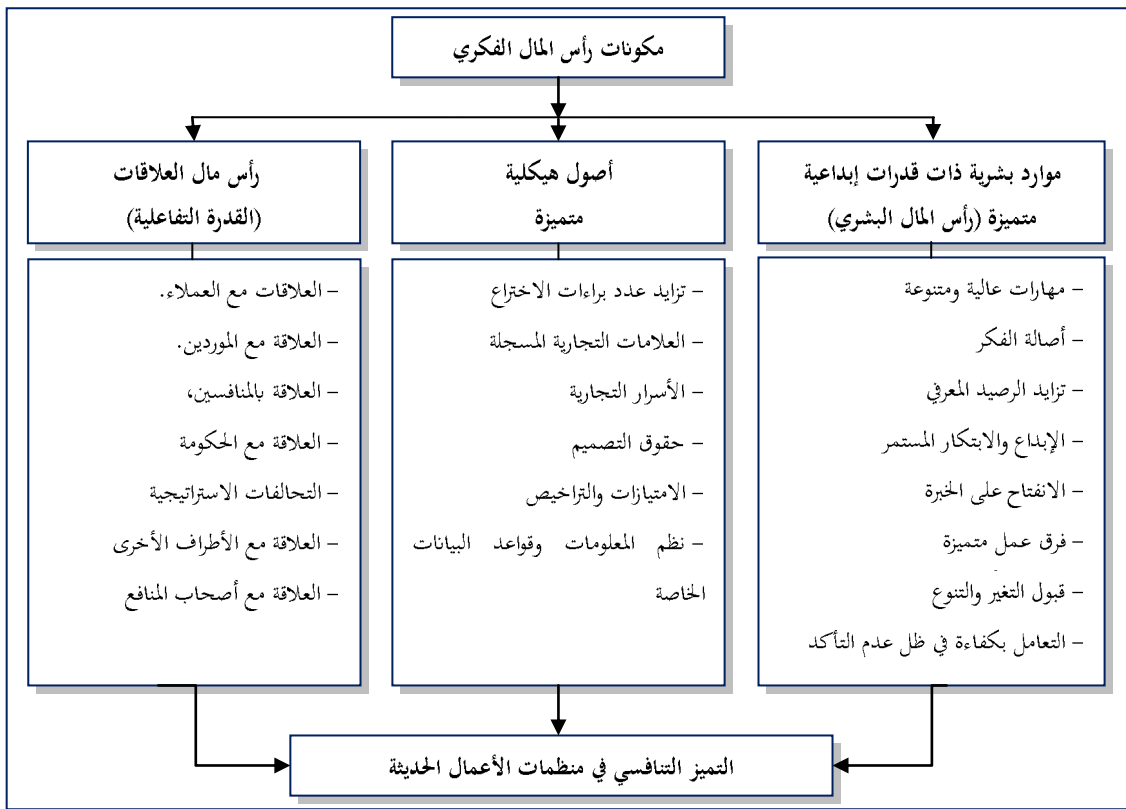 مكونات رأس المال الفكري
موارد بشرية ذات قدرات إبداعية
متميزة (رأس المال البشري)
– مهارات عالية ومتنوعة
– أصالة الفكر
– تزايد الرصيد المعرفي
– الإبداع والابتكار المستمر
– الانفتاح على الخبرة
– فرق عمل متميزة
– قبول التغيّر والتنوع
– التعامل بكفاءة في ظل عدم التأكد
أصول هيكلية
متميزة
– تزايد عدد براءات الاختراع
– العلامات التجارية المسجلة
– الأسرار التجارية
– حقوق التصميم
– الامتيازات والتراخيص
– نظم المعلومات وقواعد البيانات
الخاصة
رأس مال العلاقات
(القدرة التفاعلية)
– العلاقات مع العملاء.
– العلاقة مع الموردين.
– العلاقة بالمنافسين،
– العلاقة مع الحكومة
– التحالفات الاستراتيجية
– العلاقة مع الأطراف الأخرى
– العلاقة مع أصحاب المنافع
التميز التنافسي في منظمات الأعمال الحديثة